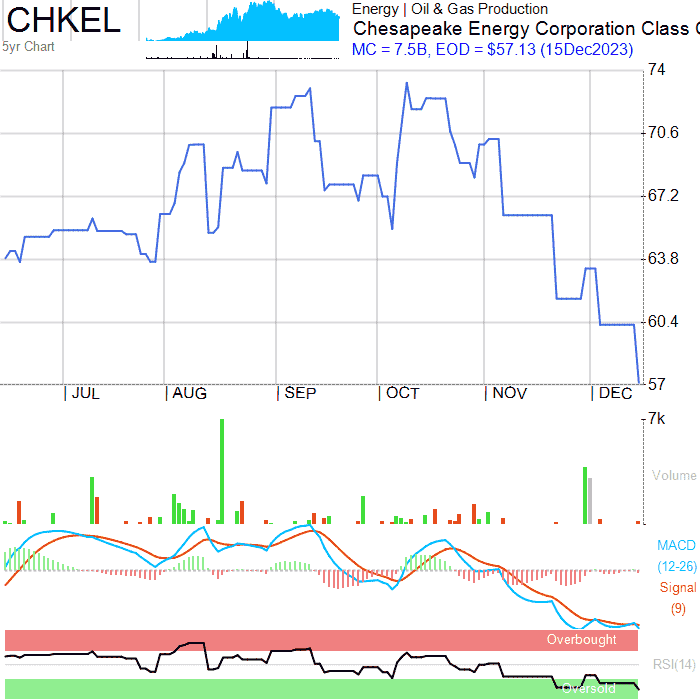 CHKEL
5yr Chart
Energy | Oil & Gas Production
Chesapeake Energy Corporation Class
MC = 7.5B, EOD = $57.13 (15Dec2023)
74
70.6
67.2
63.8
60.4
57
JUL
AUG
SEP
OCT
NOV
DEC
7k
Volume
MACD
(12-26)
Signal
(9)
Overbought
RSI(14)
Oversold